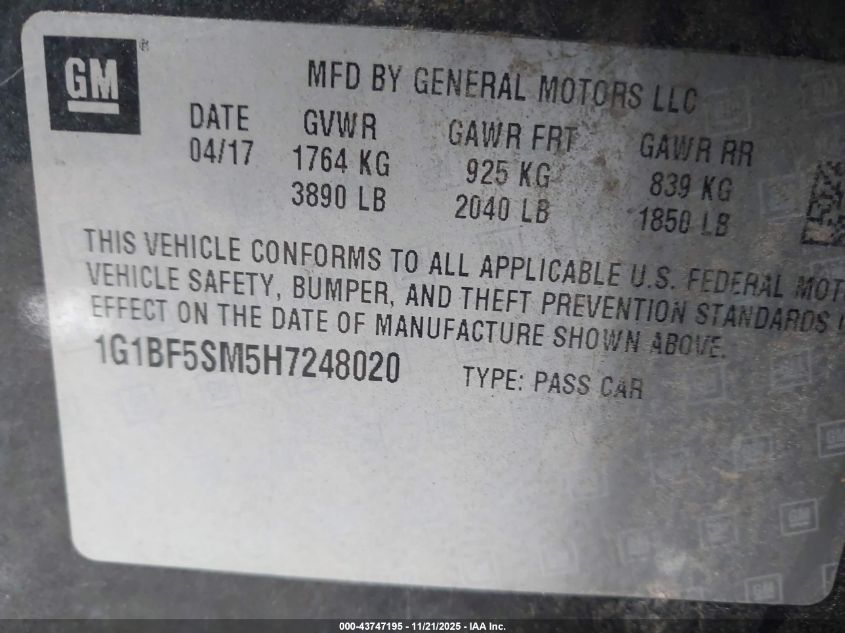 GM
MFD BY GENERAL MOTORS LLC
DATE GVWR GAWR FRT GAWR RR
04/17 1764 KG 925 KG 839 KG
3890 LB 2040 LB 1850 LB
THIS VEHICLE CONFORMS TO ALL APPLICABLE U.S. FEDERAL MOT
VEHICLE SAFETY, BUMPER, AND THEFT PREVENTION STANDARDS
EFFECT ON THE DATE OF MANUFACTURE SHOWN ABOVE.
1G1BF5SM5H7248020 TYPE: PASS CAR
000-43747195 - 11/21/2025 - IAA Inc.